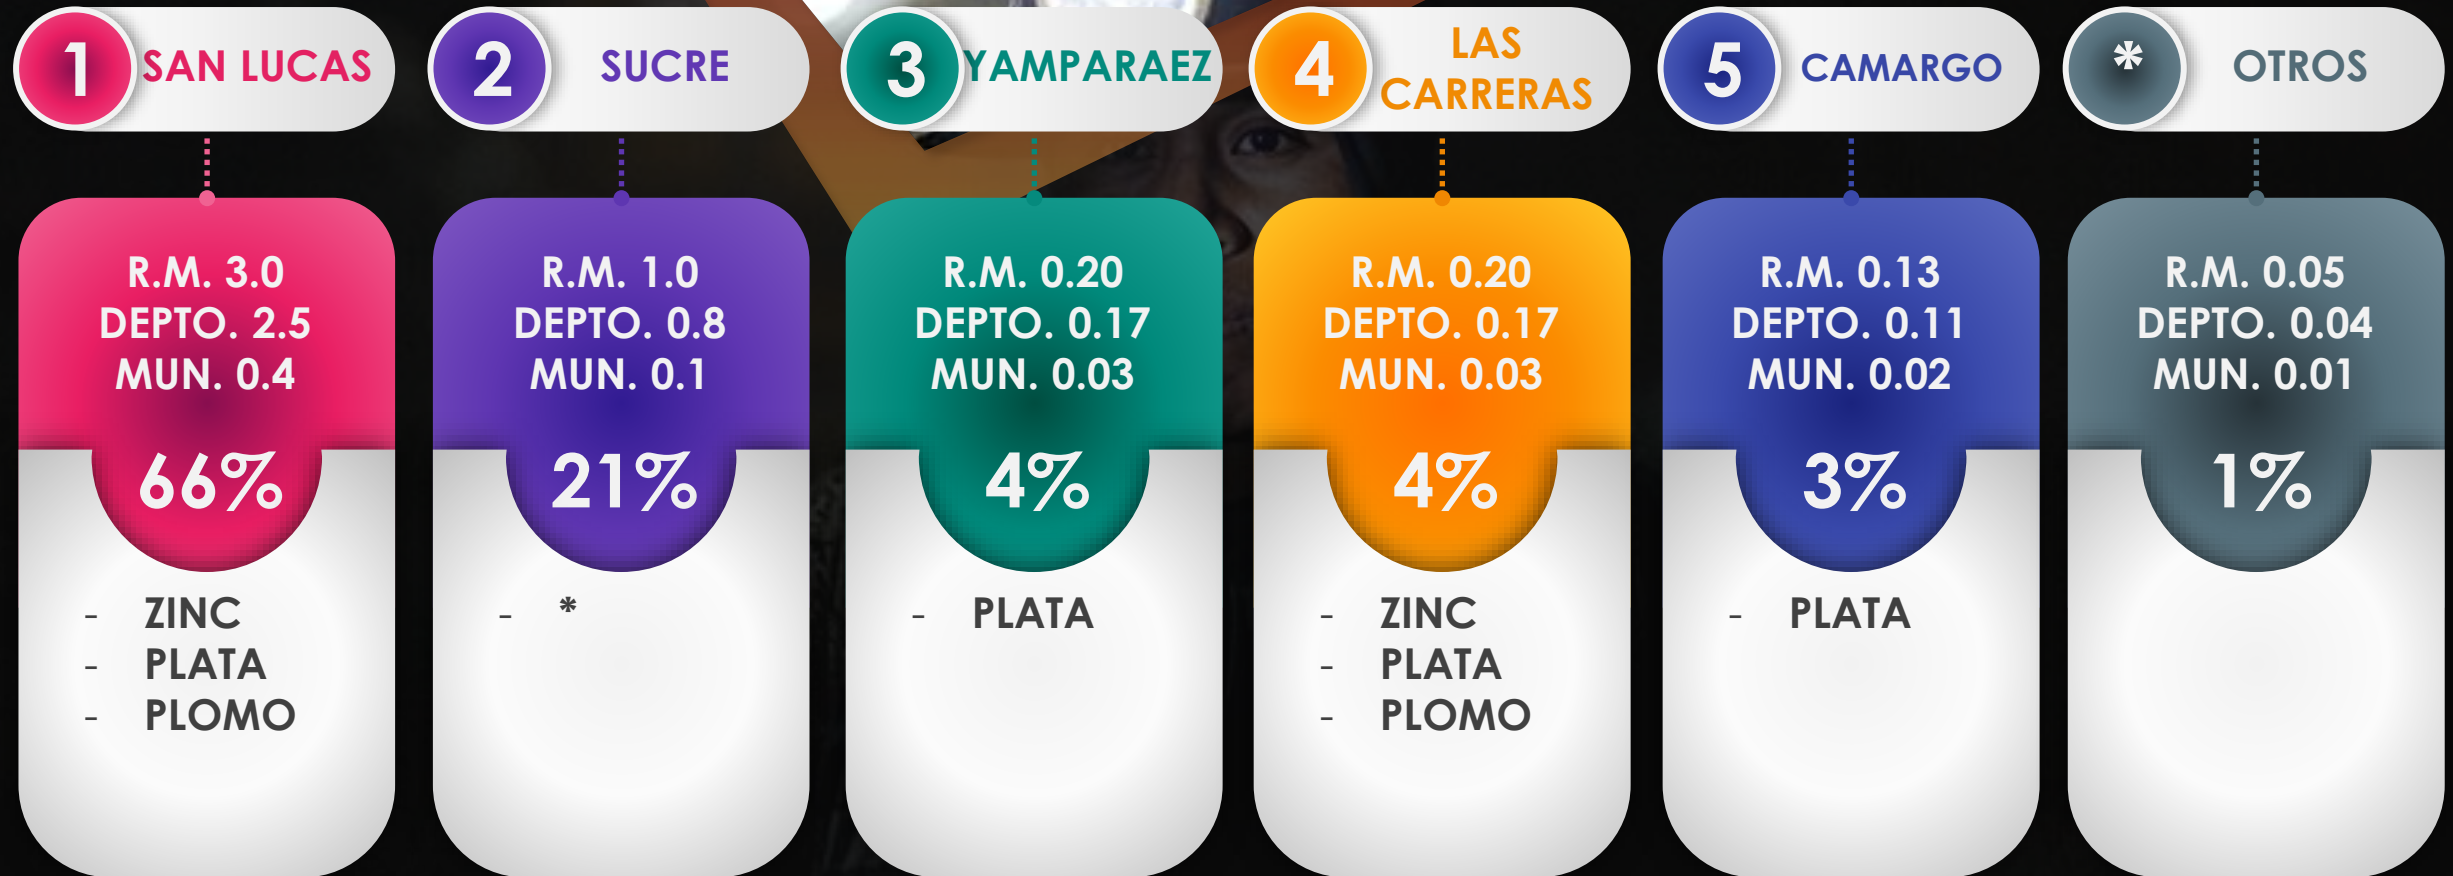 1 SAN LUCAS
R.M. 3.0
DEPTO. 2.5
MUN. 0.4
66%
- ZINC
- PLATA
- PLOMO
2 SUCRE
R.M. 1.0
DEPTO. 0.8
MUN. 0.1
21%
- *
3 YAMPARAEZ
R.M. 0.20
DEPTO. 0.17
MUN. 0.03
4%
- PLATA
4 LAS
CARRERAS
R.M. 0.20
DEPTO. 0.17
MUN. 0.03
4%
- ZINC
- PLATA
- PLOMO
5 CAMARGO
R.M. 0.13
DEPTO. 0.11
MUN. 0.02
3%
- PLATA
* OTROS
R.M. 0.05
DEPTO. 0.04
MUN. 0.01
1%